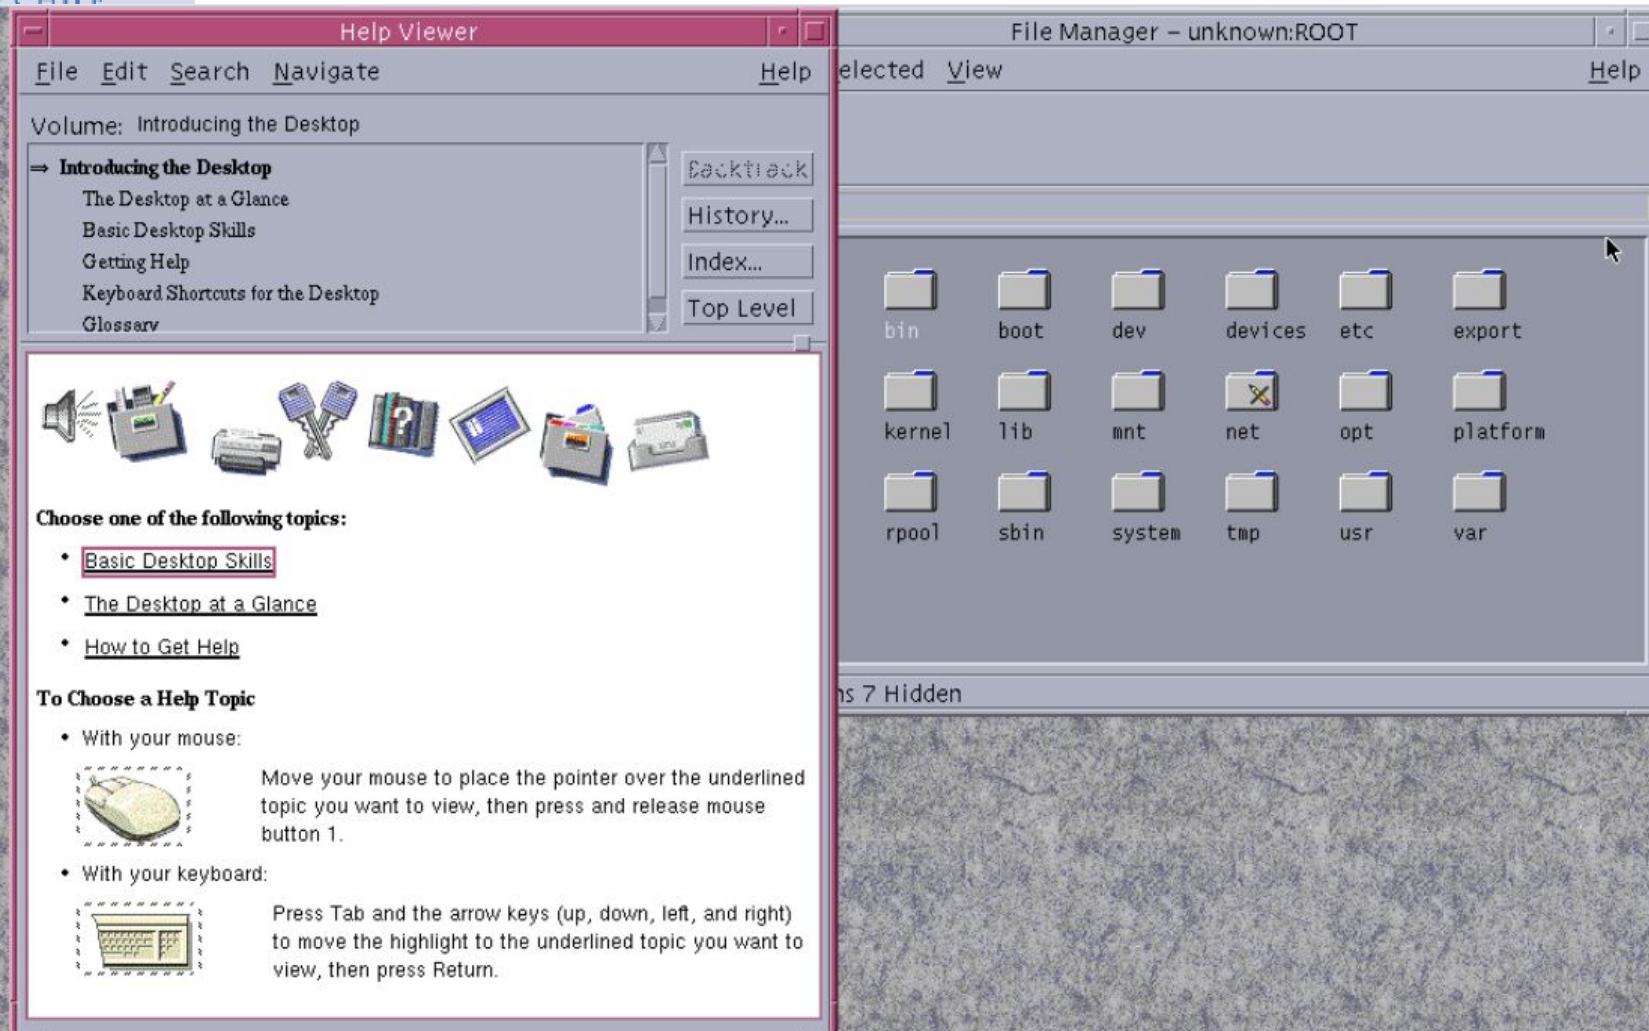 Help Viewer
File Edit Search Navigate Help
Volume: Introducing the Desktop
⇒ Introducing the Desktop
The Desktop at a Glance
Basic Desktop Skills
Getting Help
Keyboard Shortcuts for the Desktop
Glossary
Backtrack
History...
Index...
Top Level
Choose one of the following topics:
• Basic Desktop Skills
• The Desktop at a Glance
• How to Get Help
To Choose a Help Topic
• With your mouse:
Move your mouse to place the pointer over the underlined
topic you want to view, then press and release mouse
button 1.
• With your keyboard:
Press Tab and the arrow keys (up, down, left, and right)
to move the highlight to the underlined topic you want to
view, then press Return.
File Manager – unknown:ROOT
elected View Help
bin boot dev devices etc export
kernel lib mnt net opt platform
rpool sbin system tmp usr var
7 Hidden